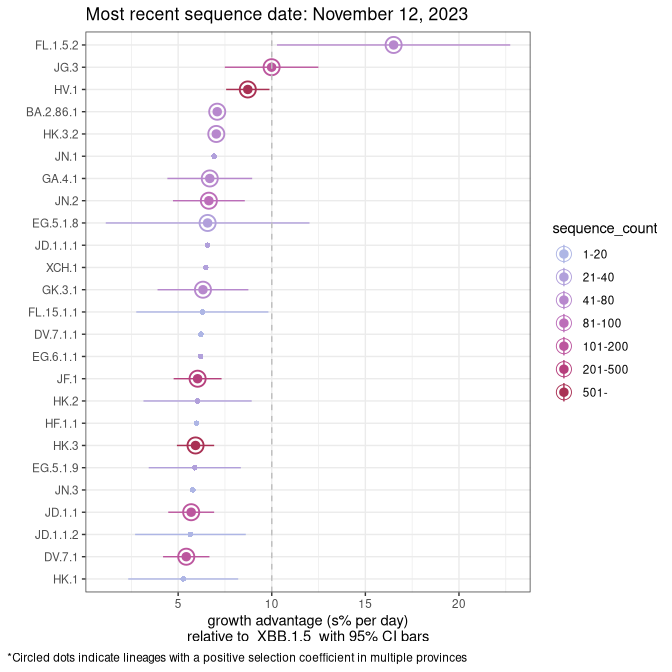 Most recent sequence date: November 12, 2023
FL.1.5.2
JG.3
HV.1
BA.2.86.1
HK.3.2
JN.1
GA.4.1
JN.2
EG.5.1.8
JD.1.1.1
XCH.1
GK.3.1
FL.15.1.1
DV.7.1.1
EG.6.1.1
JF.1
HK.2
HF.1.1
HK.3
EG.5.1.9
JN.3
JD.1.1
JD.1.1.2
DV.7.1
HK.1
5 10 15 20
growth advantage (s% per day)
relative to XBB.1.5 with 95% CI bars
sequence_count
1-20
21-40
41-80
81-100
101-200
201-500
501-
*Circled dots indicate lineages with a positive selection coefficient in multiple provinces